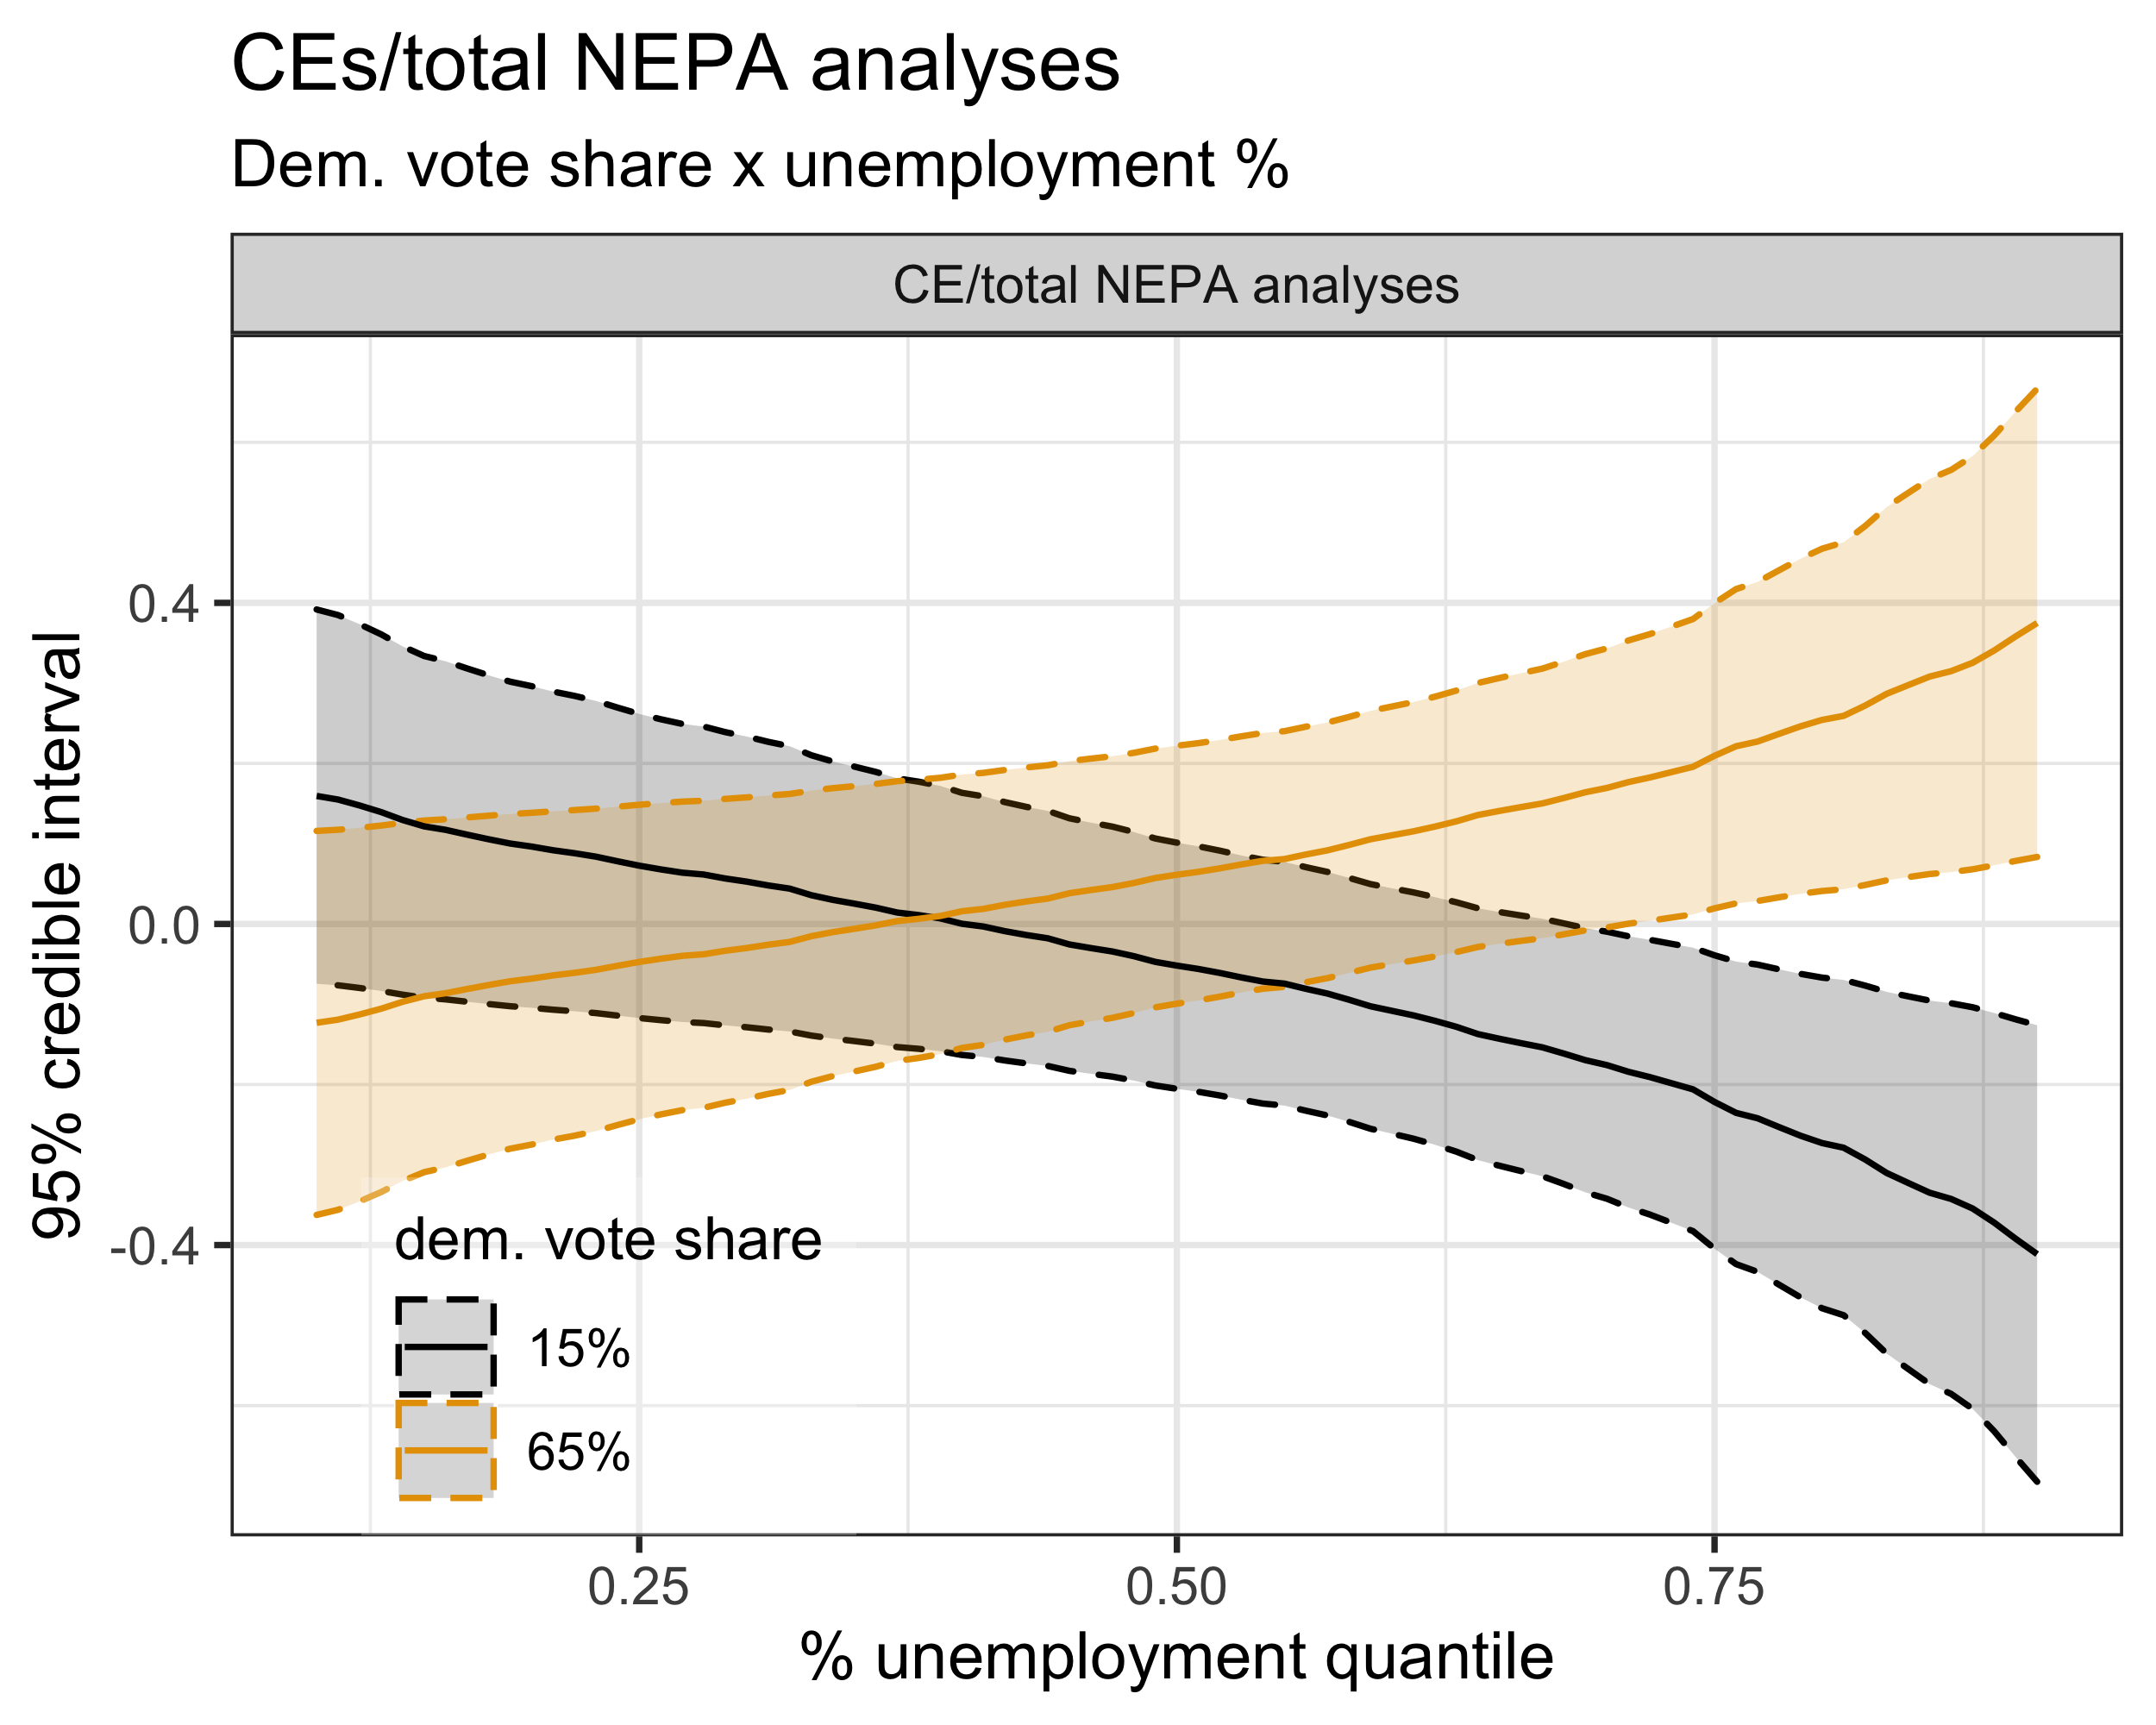 CEs/total NEPA analyses
Dem. vote share x unemployment %
CE/total NEPA analyses
95% credible interval
0.4
0.0
-0.4
dem. vote share
15%
65%
0.25
0.50
0.75
% unemployment quantile